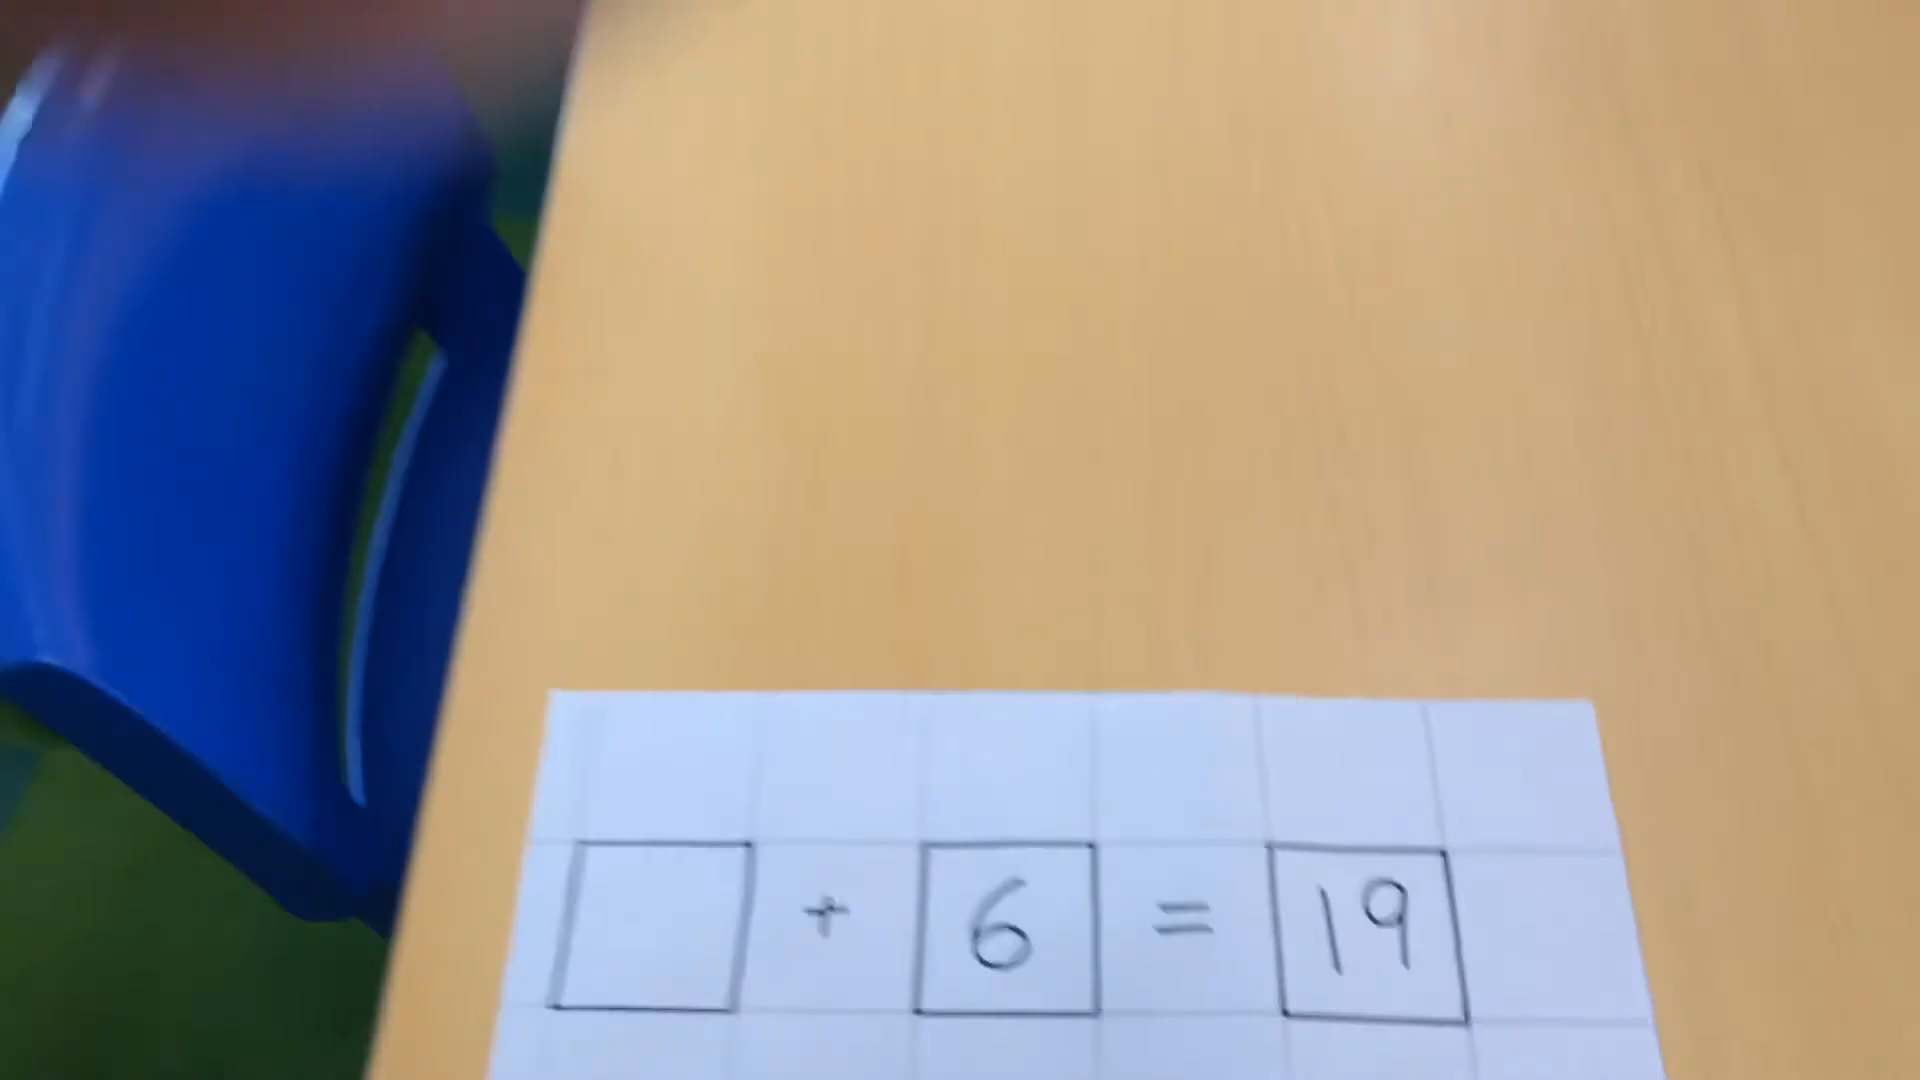 □ + 6 = 19